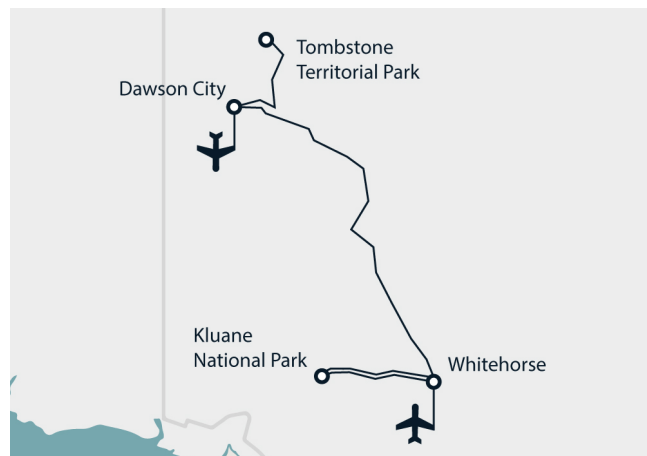 Tombstone
Territorial Park
Dawson City
Kluane
National Park
Whitehorse